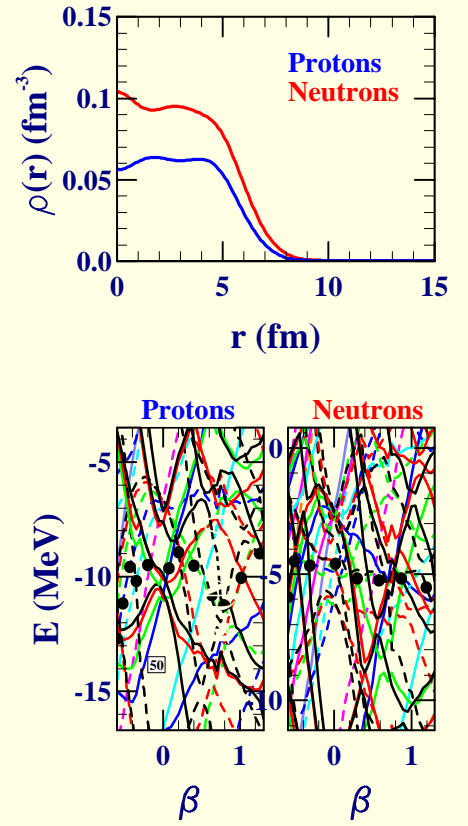 0.15
Protons
Neutrons
0.1
0.05
0.0
ρ(r) (fm⁻³)
0 5 10 15
r (fm)
Protons Neutrons
-5
-10
-15
E (MeV)
50
0
-5
10
0 1 0 1
β β